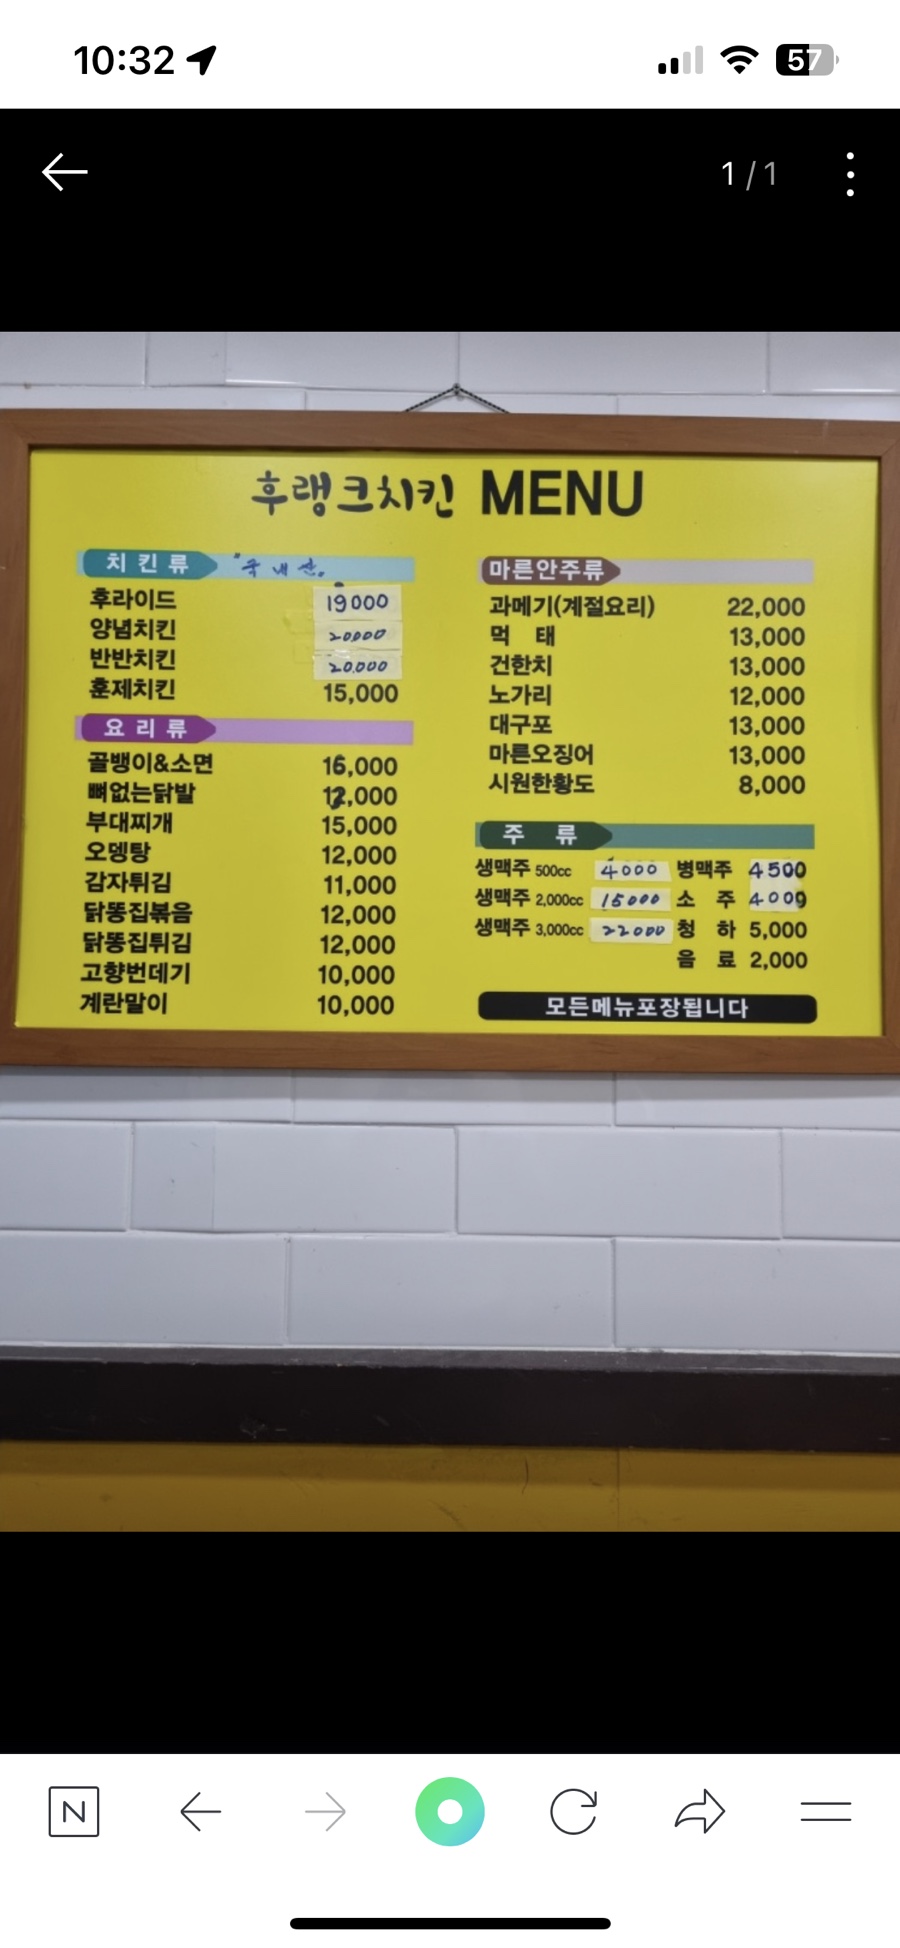 10:32
57
1/1
후랭크치킨 MENU
치킨류 "국내산"
후라이드 19000
양념치킨 20000
반반치킨 20,000
훈제치킨 15,000
요리류
골뱅이&소면 16,000
뼈없는닭발 12,000
부대찌개 15,000
오뎅탕 12,000
감자튀김 11,000
닭똥집볶음 12,000
닭똥집튀김 12,000
고향번데기 10,000
계란말이 10,000
마른안주류
과메기(계절요리) 22,000
먹 태 13,000
건한치 13,000
노가리 12,000
대구포 13,000
마른오징어 13,000
시원한황도 8,000
주 류
생맥주 500cc 4000 병맥주 4500
생맥주 2,000cc 15000 소 주 4000
생맥주 3,000cc 22000 청 하 5,000
음 료 2,000
모든메뉴포장됩니다
N